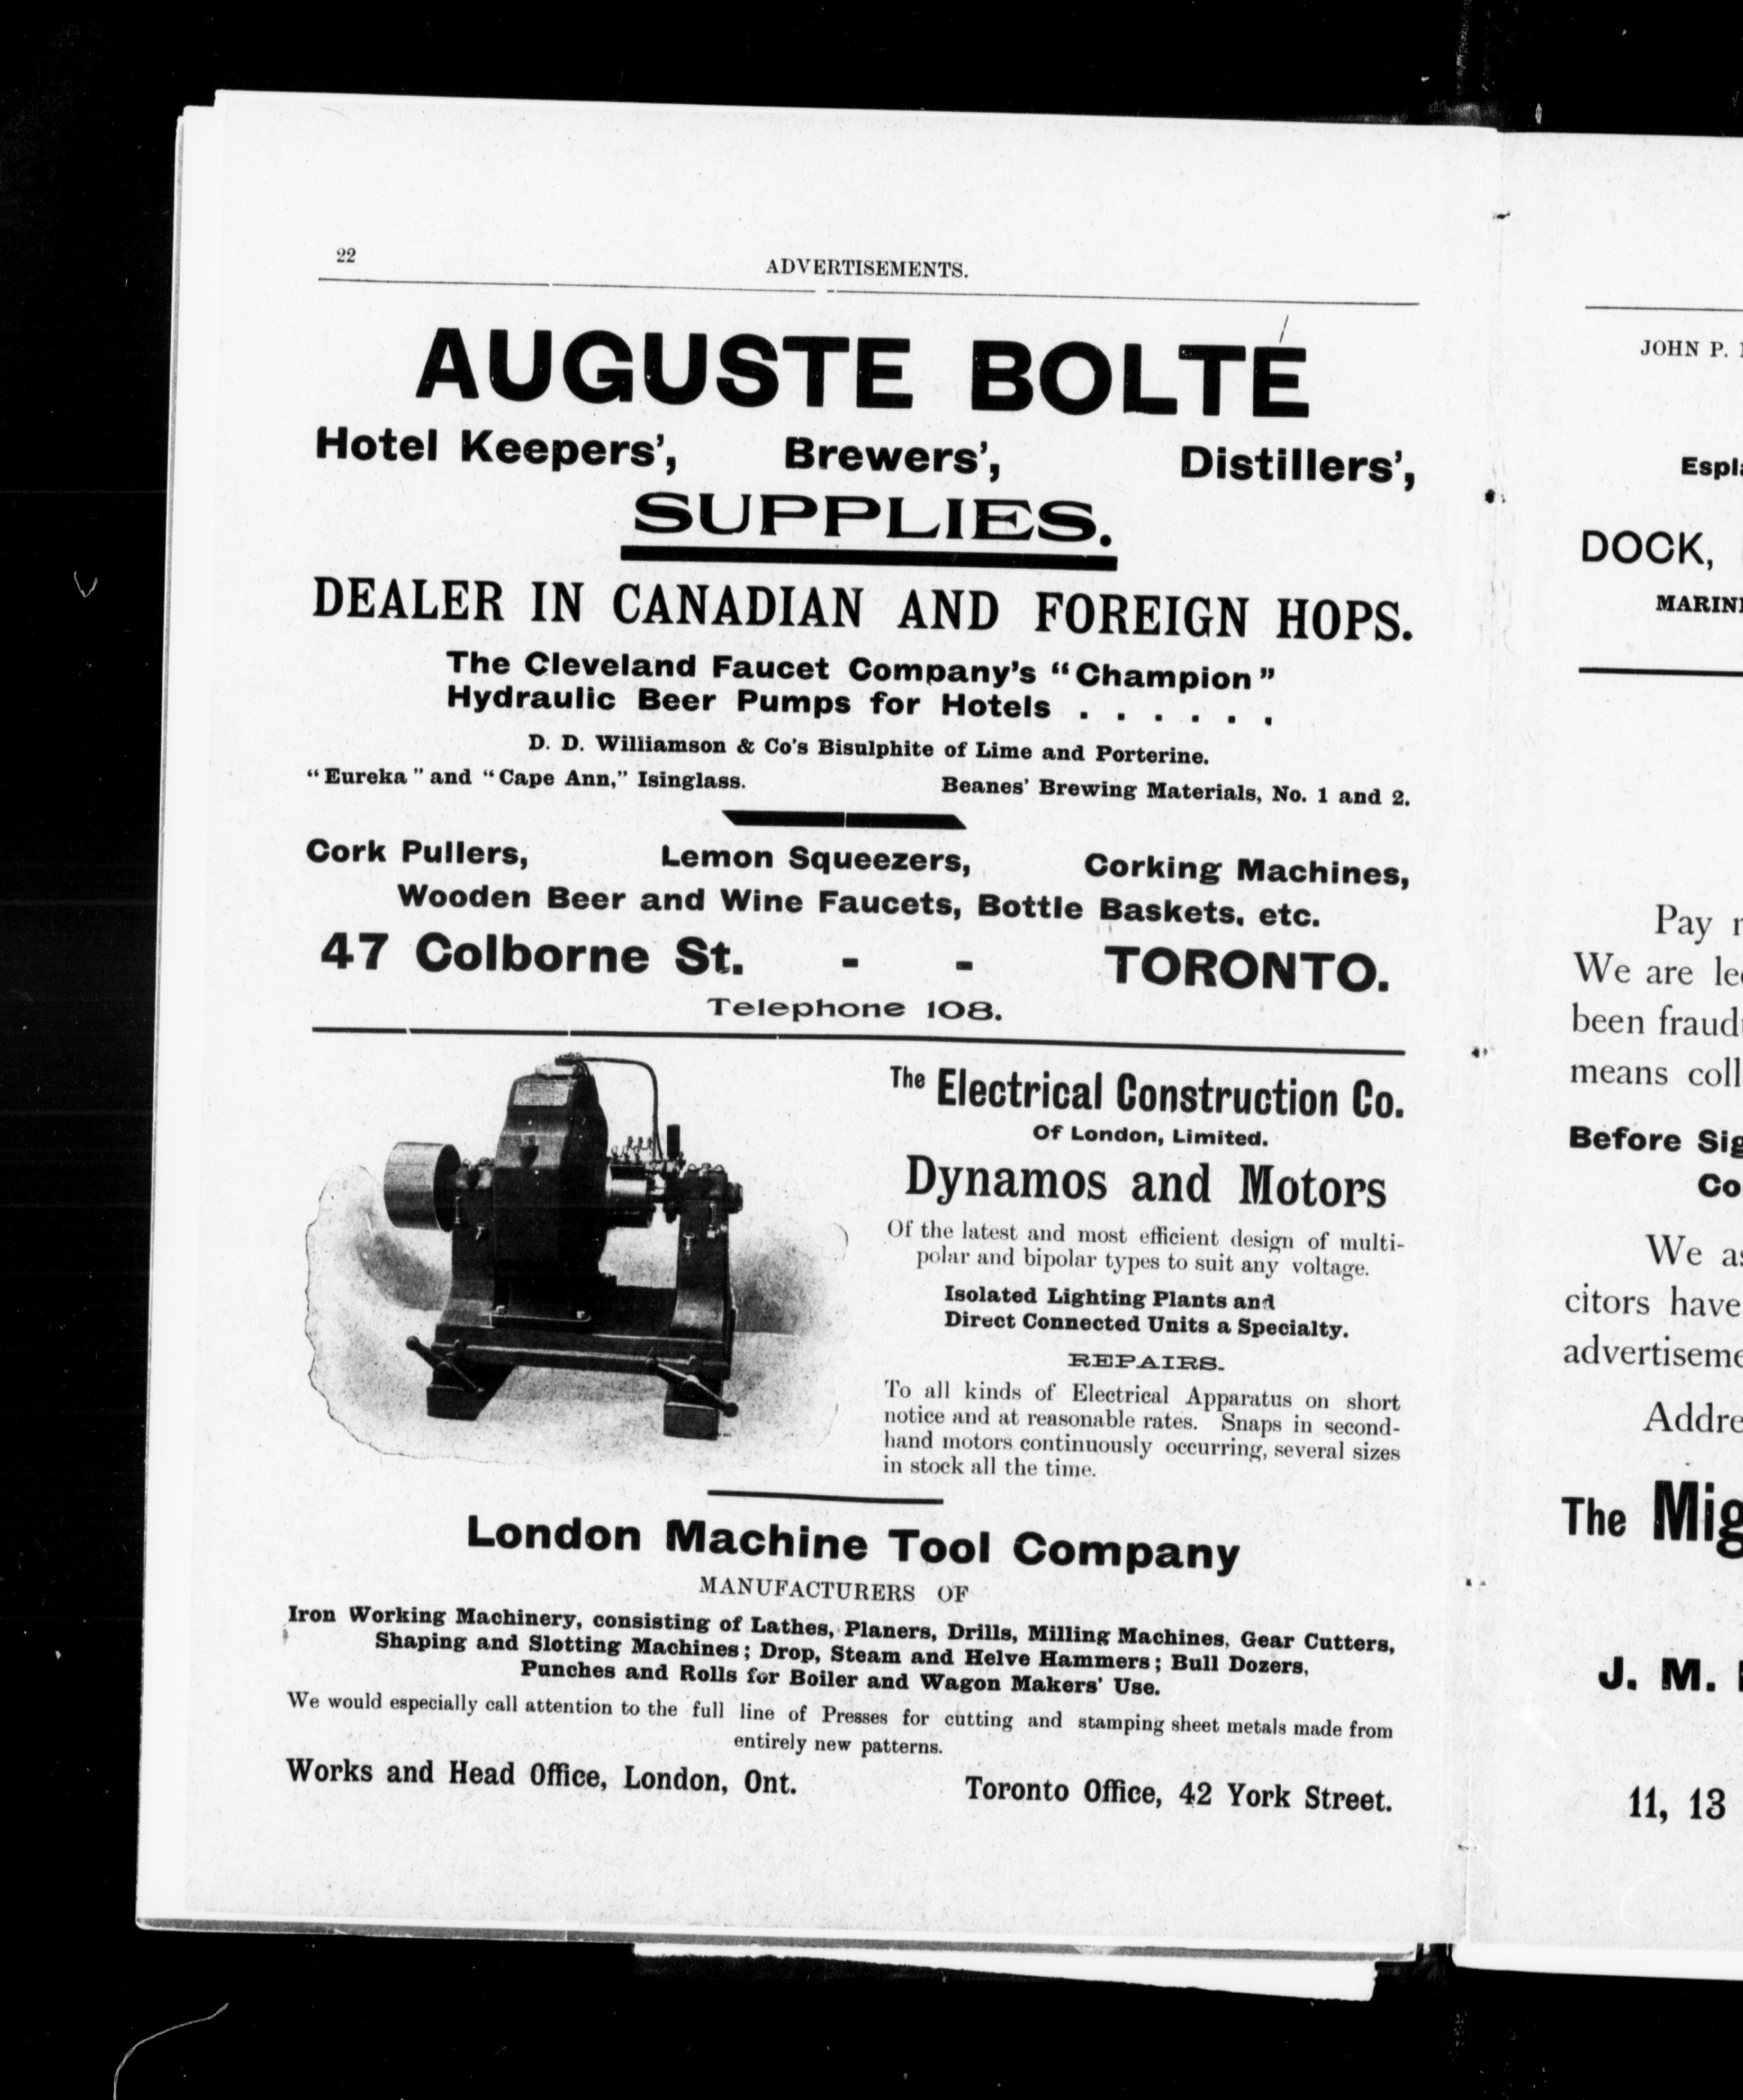 22
ADVERTISEMENTS.
AUGUSTE BOLTÉ
Hotel Keepers', Brewers', Distillers',
SUPPLIES.
DEALER IN CANADIAN AND FOREIGN HOPS.
The Cleveland Faucet Company's "Champion"
Hydraulic Beer Pumps for Hotels . . . . . .
D. D. Williamson & Co's Bisulphite of Lime and Porterine.
"Eureka" and "Cape Ann," Isinglass. Beanes' Brewing Materials, No. 1 and 2.
Cork Pullers, Lemon Squeezers, Corking Machines,
Wooden Beer and Wine Faucets, Bottle Baskets, etc.
47 Colborne St. - - TORONTO.
Telephone 108.
The Electrical Construction Co.
Of London, Limited.
Dynamos and Motors
Of the latest and most efficient design of multi-
polar and bipolar types to suit any voltage.
Isolated Lighting Plants and
Direct Connected Units a Specialty.
REPAIRS.
To all kinds of Electrical Apparatus on short
notice and at reasonable rates. Snaps in second-
hand motors continuously occurring, several sizes
in stock all the time.
London Machine Tool Company
MANUFACTURERS OF
Iron Working Machinery, consisting of Lathes, Planers, Drills, Milling Machines, Gear Cutters,
Shaping and Slotting Machines; Drop, Steam and Helve Hammers; Bull Dozers,
Punches and Rolls for Boiler and Wagon Makers' Use.
We would especially call attention to the full line of Presses for cutting and stamping sheet metals made from
entirely new patterns.
Works and Head Office, London, Ont. Toronto Office, 42 York Street.
JOHN P.
DOCK,
Pay
We are
been
means
Before
We
citors have
The
J. M.
11, 13